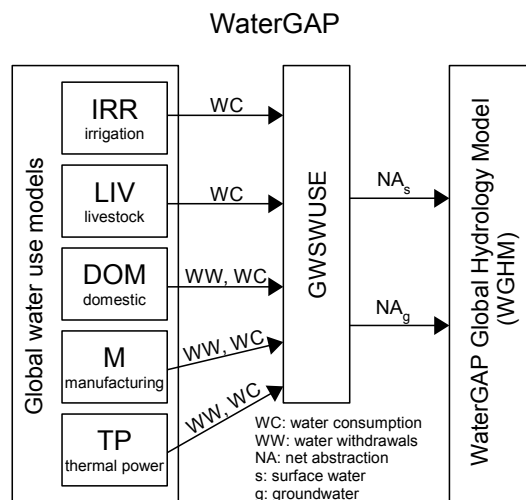 WaterGAP
Global water use models
IRR
irrigation
LIV
livestock
DOM
domestic
M
manufacturing
TP
thermal power
WC
WC
WW, WC
WW, WC
WW, WC
GWSWUSE
NAs
NAg
WaterGAP Global Hydrology Model
(WGHM)
WC: water consumption
WW: water withdrawals
NA: net abstraction
s: surface water
g: groundwater